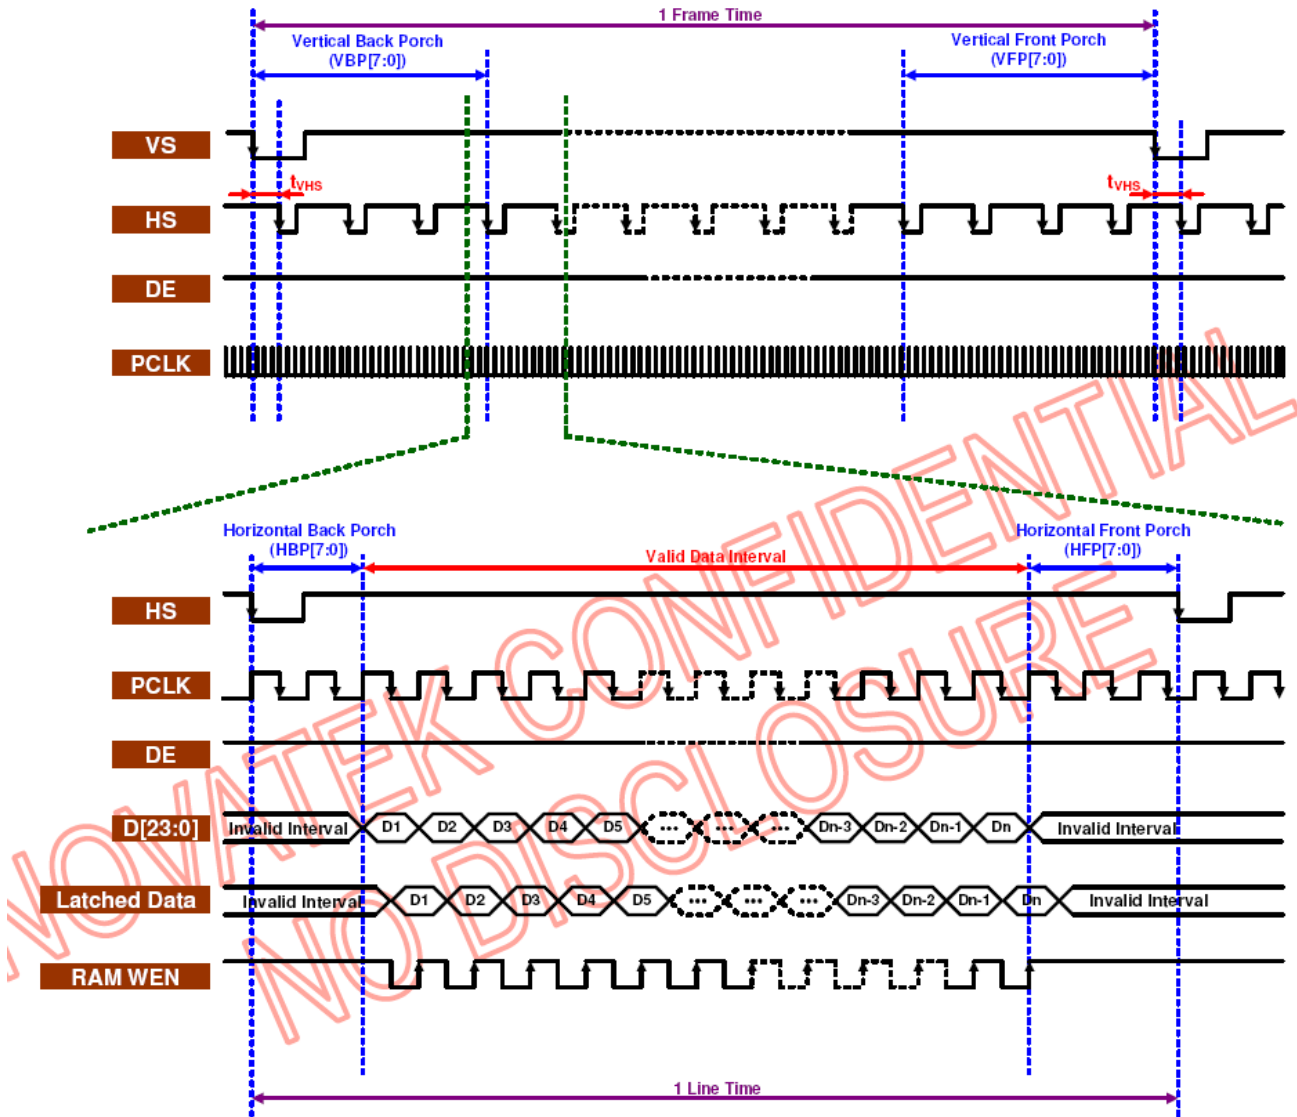 1 Frame Time
Vertical Back Porch
(VBP[7:0])
Vertical Front Porch
(VFP[7:0])
VS
tVHS
tVHS
HS
DE
PCLK
Horizontal Back Porch
(HBP[7:0])
Valid Data Interval
Horizontal Front Porch
(HFP[7:0])
HS
PCLK
DE
D[23:0]
Invalid Interval
D1
D2
D3
D4
D5
...
...
...
Dn-3
Dn-2
Dn-1
Dn
Invalid Interval
Latched Data
Invalid Interval
D1
D2
D3
D4
D5
...
...
...
Dn-3
Dn-2
Dn-1
Dn
Invalid Interval
RAM WEN
1 Line Time
NOVATEK CONFIDENTIAL
NO DISCLOSURE